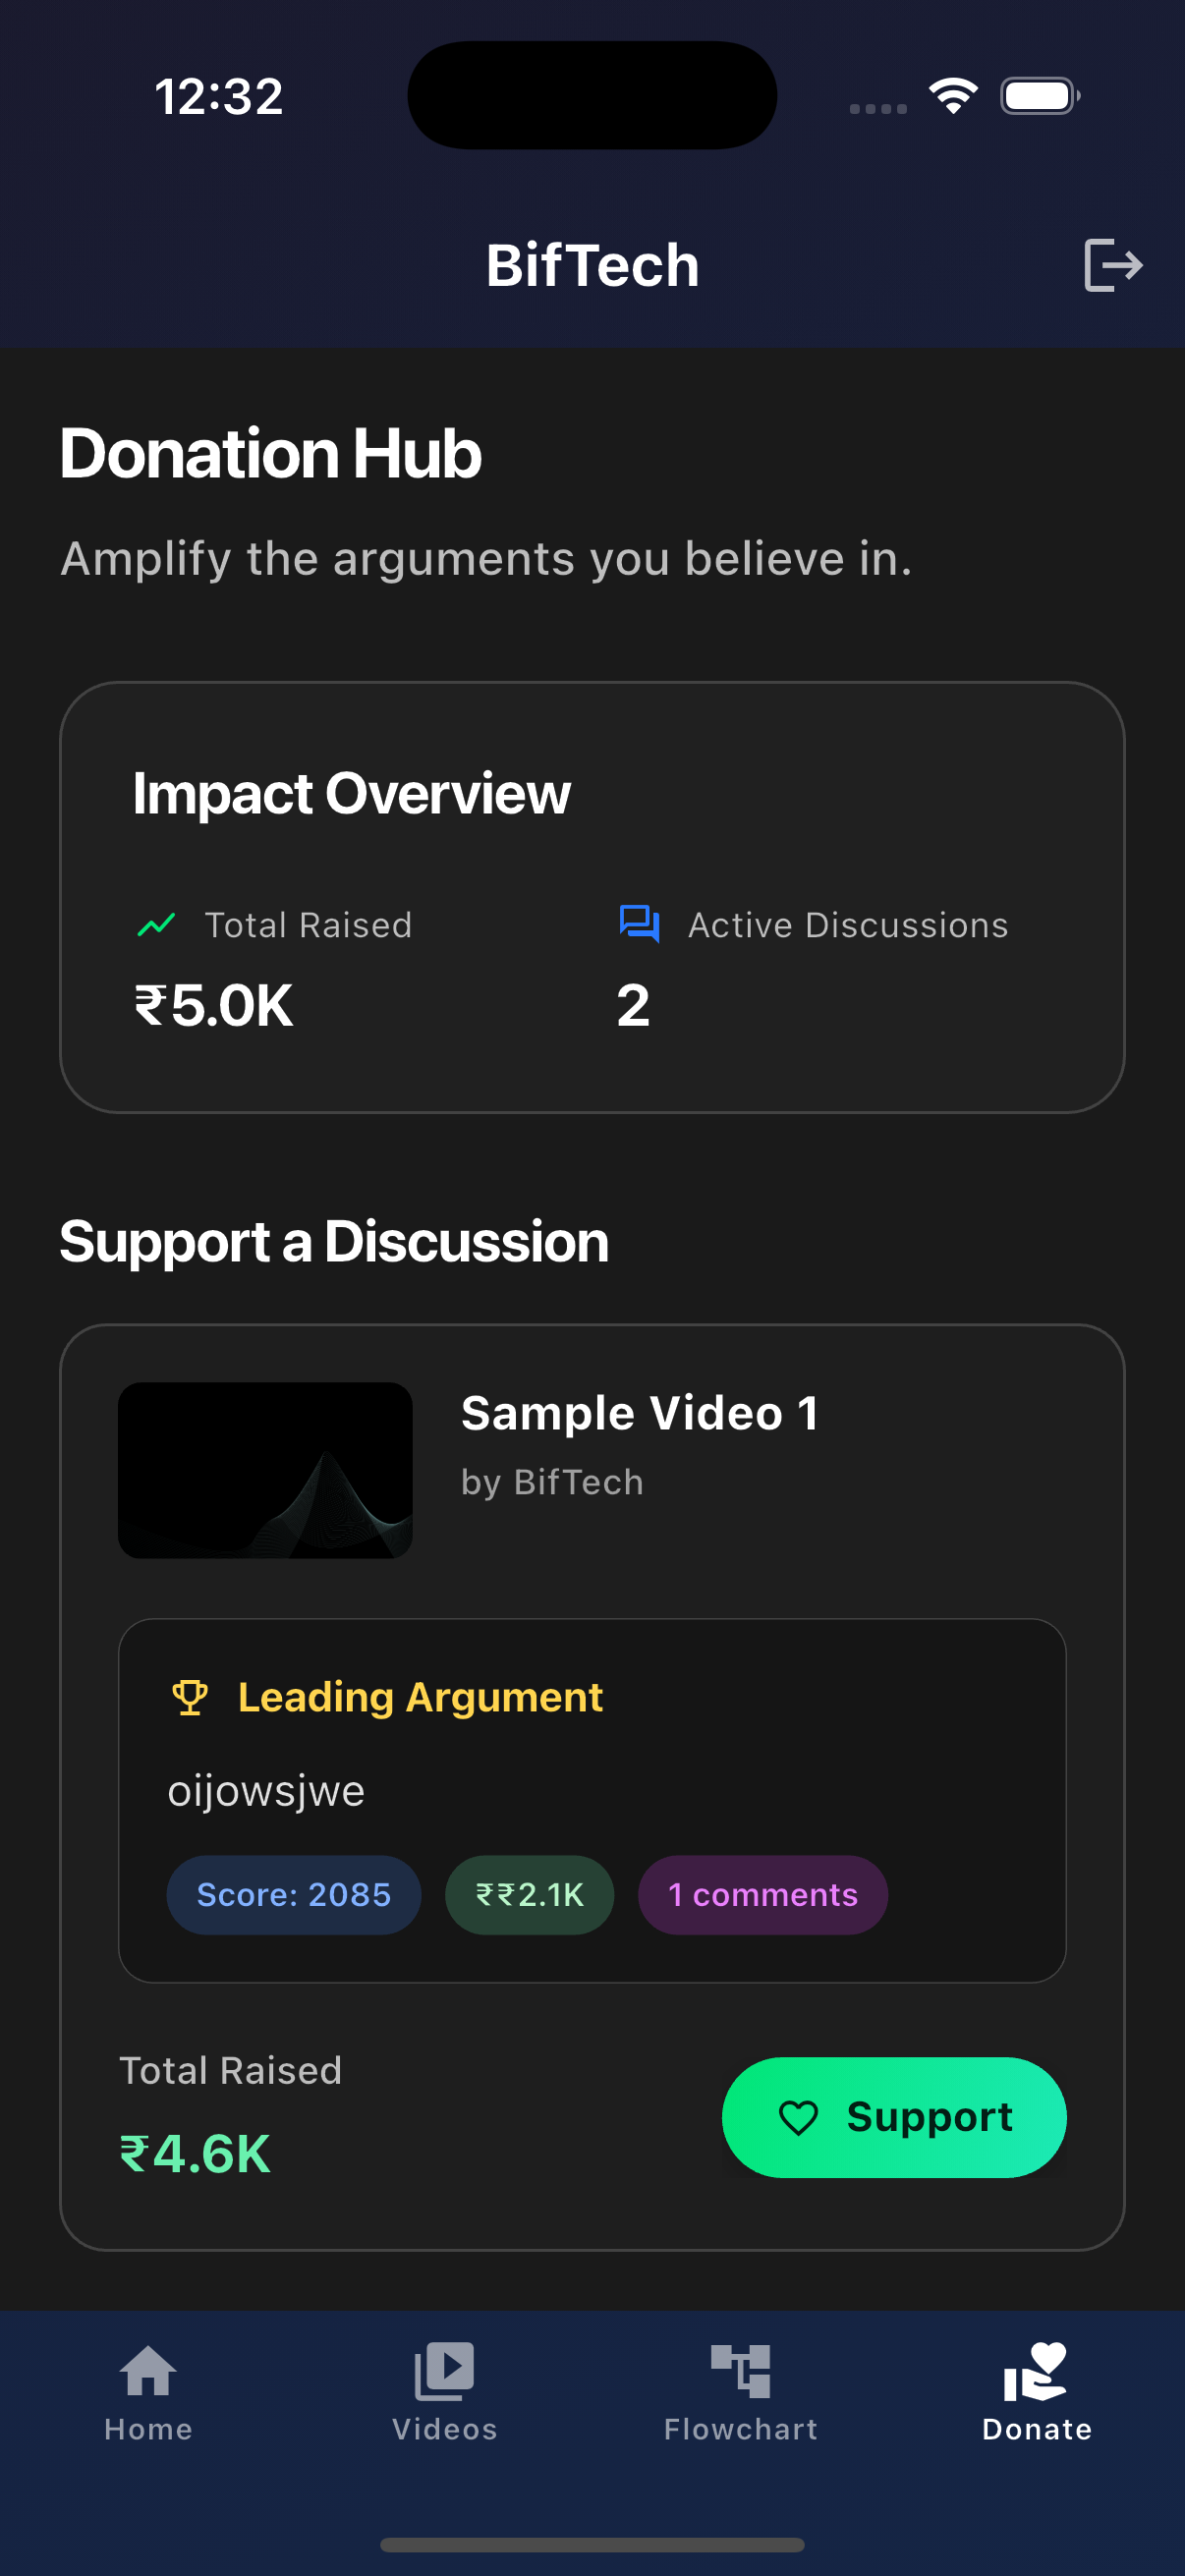 12:32
BifTech
Donation Hub
Amplify the arguments you believe in.
Impact Overview
Total Raised
₹5.0K
Active Discussions
2
Support a Discussion
Sample Video 1
by BifTech
Leading Argument
oijowsjwe
Score: 2085
₹₹2.1K
1 comments
Total Raised
₹4.6K
Support
Home
Videos
Flowchart
Donate